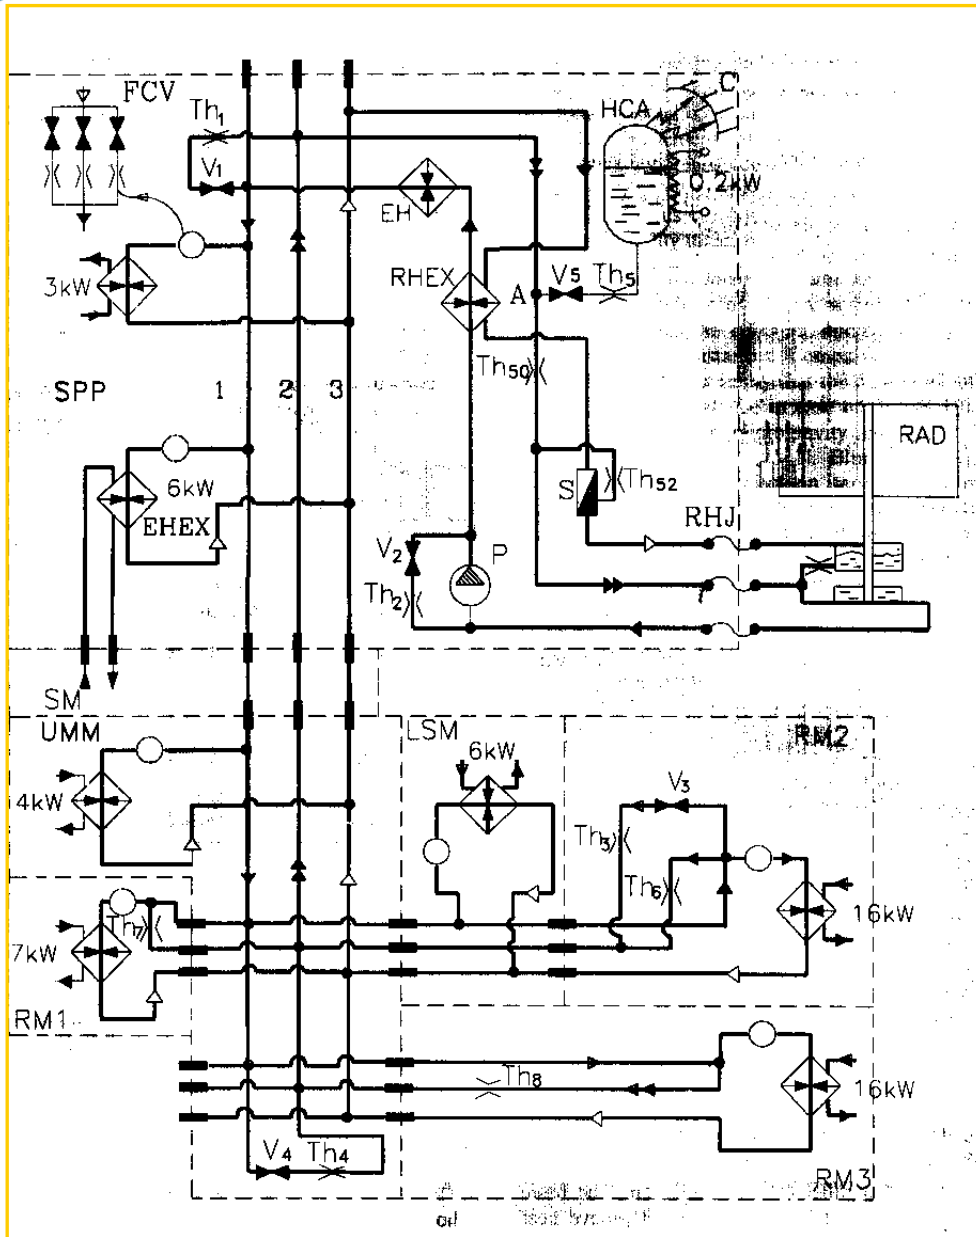 FCV
C
HCA
Th1
V1
0.2kW
EH
3kW
RHEX
V5
Th5
A
Th50
SPP
1
2
3
RAD
6kW
EHEX
S
Th52
RHJ
V2
P
Th2
SM
UMM
LSM
RM2
6kW
4kW
V3
Th3
Th6
Th7
7kW
16kW
RM1
Th8
16kW
V4
Th4
RM3